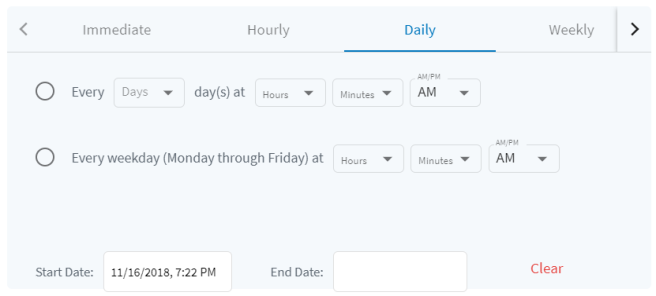 Immediate Hourly Daily Weekly
AM/PM
Every Days day(s) at Hours Minutes AM
AM/PM
Every weekday (Monday through Friday) at Hours Minutes AM
Start Date: 11/16/2018, 7:22 PM End Date: Clear